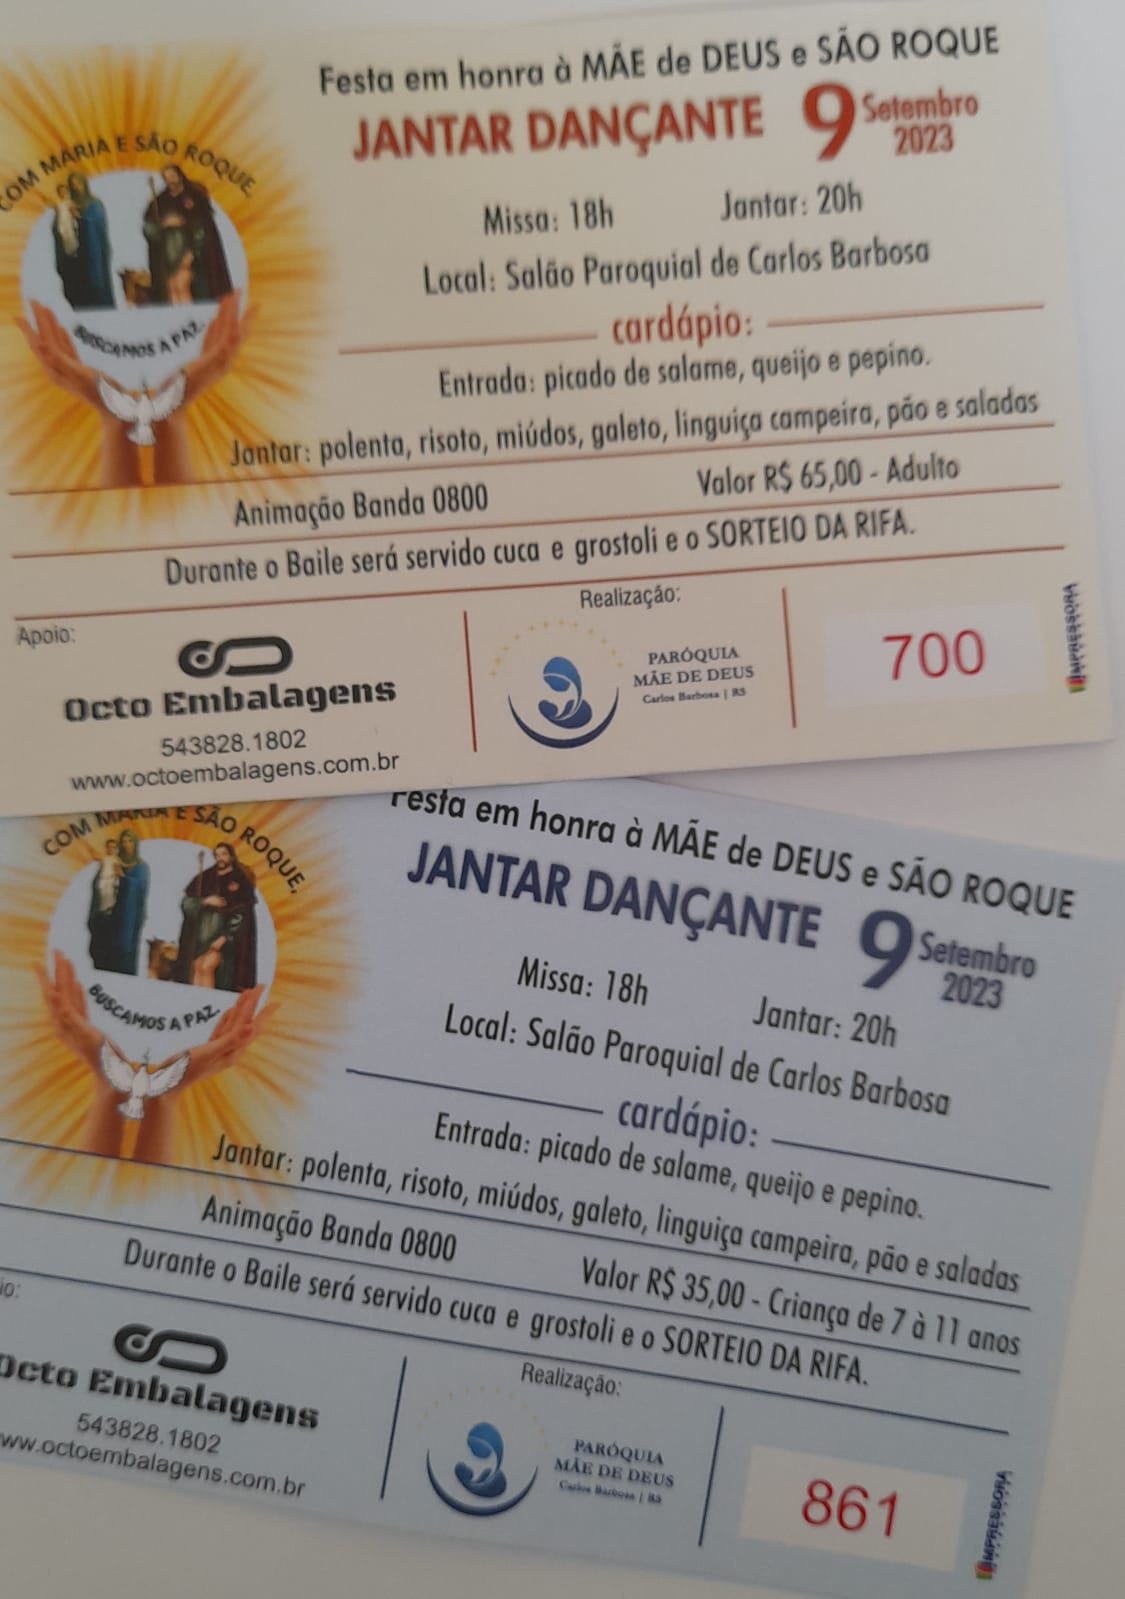 Festa em honra à MÃE de DEUS e SÃO ROQUE
JANTAR DANÇANTE 9 Setembro 2023
COM MARIA E SÃO ROQUE,
BUSCAMOS A PAZ.
Missa: 18h Jantar: 20h
Local: Salão Paroquial de Carlos Barbosa
cardápio:
Entrada: picado de salame, queijo e pepino.
Jantar: polenta, risoto, miúdos, galeto, linguiça campeira, pão e saladas
Animação Banda 0800 Valor R$ 65,00 - Adulto
Durante o Baile será servido cuca e grostoli e o SORTEIO DA RIFA.
Apoio:
Octo Embalagens
543828.1802
www.octoembalagens.com.br
Realização:
PARÓQUIA
MÃE DE DEUS
Carlos Barbosa | RS
700
IMPRESSORA
Festa em honra à MÃE de DEUS e SÃO ROQUE
JANTAR DANÇANTE 9 Setembro 2023
COM MARIA E SÃO ROQUE,
BUSCAMOS A PAZ.
Missa: 18h Jantar: 20h
Local: Salão Paroquial de Carlos Barbosa
cardápio:
Entrada: picado de salame, queijo e pepino.
Jantar: polenta, risoto, miúdos, galeto, linguiça campeira, pão e saladas
Animação Banda 0800 Valor R$ 35,00 - Criança de 7 à 11 anos
Durante o Baile será servido cuca e grostoli e o SORTEIO DA RIFA.
io:
Octo Embalagens
543828.1802
ww.octoembalagens.com.br
Realização:
PARÓQUIA
MÃE DE DEUS
Carlos Barbosa | RS
861
IMPRESSORA